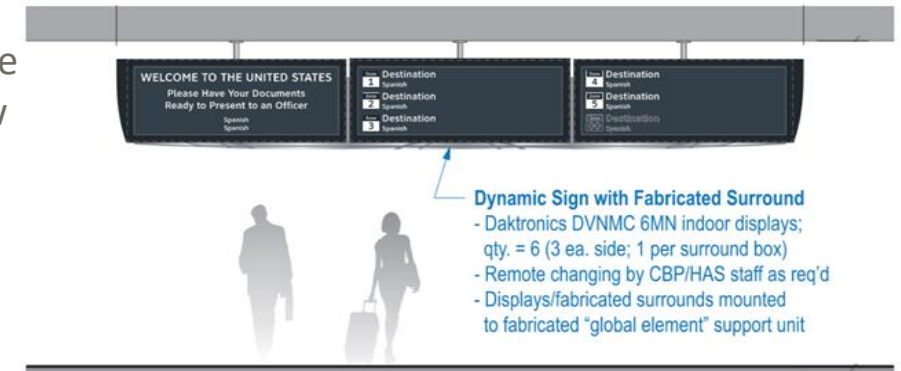 WELCOME TO THE UNITED STATES
Please Have Your Documents
Ready to Present to an Officer
Spanish
Spanish
Zone 1 Destination
Spanish
Zone 2 Destination
Spanish
Zone 3 Destination
Spanish
Zone 4 Destination
Spanish
Zone 5 Destination
Spanish
Destination
Spanish
Dynamic Sign with Fabricated Surround
- Daktronics DVNMC 6MN indoor displays;
qty. = 6 (3 ea. side; 1 per surround box)
- Remote changing by CBP/HAS staff as req'd
- Displays/fabricated surrounds mounted
to fabricated “global element” support unit